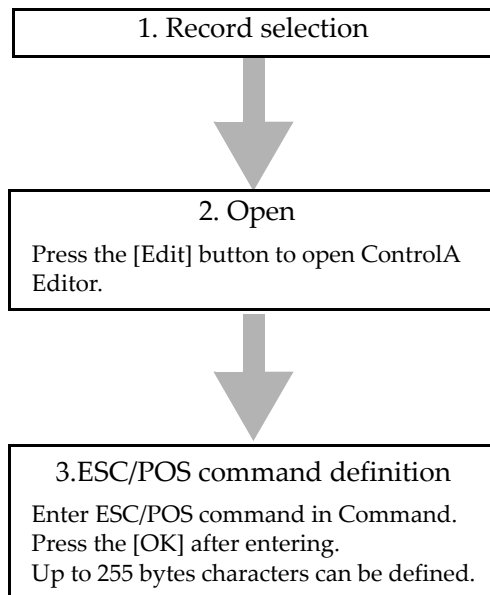 1. Record selection
2. Open
Press the [Edit] button to open ControlA
Editor.
3.ESC/POS command definition
Enter ESC/POS command in Command.
Press the [OK] after entering.
Up to 255 bytes characters can be defined.